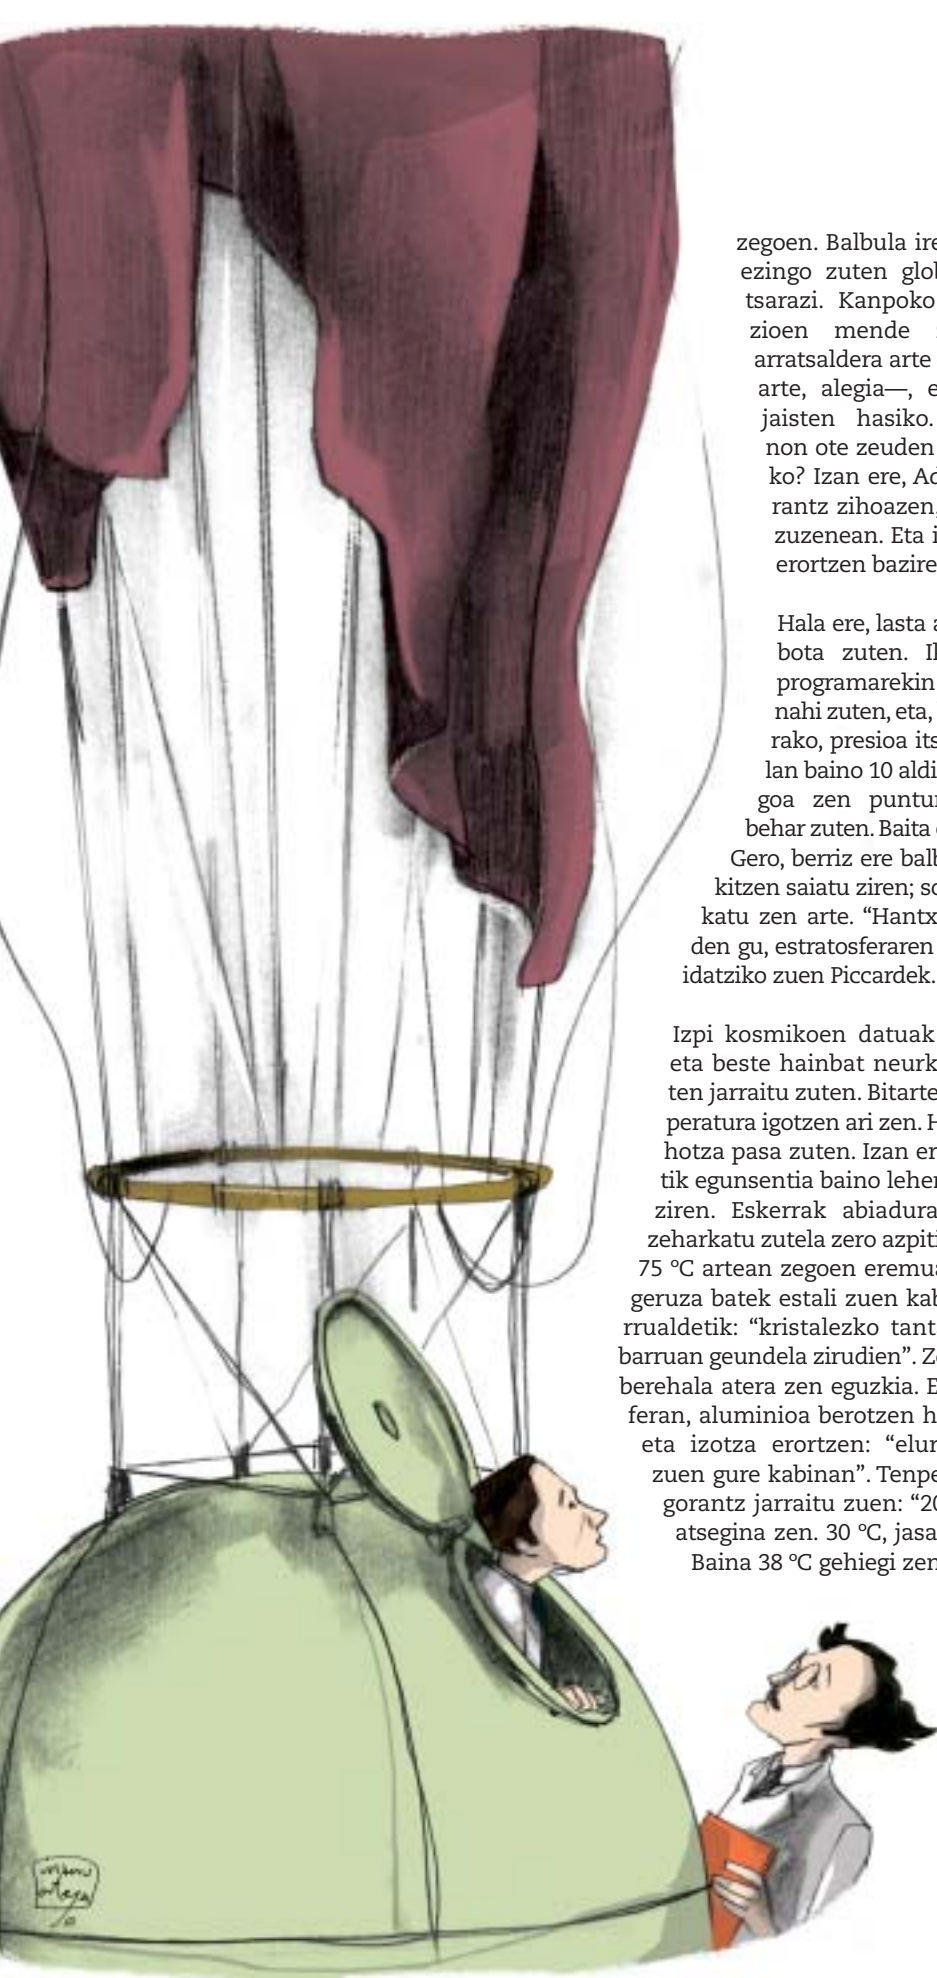 zegoen. Balbula ire
ezingo zuten glob
tsarazi. Kanpoko
zioen mende
arratsaldera arte
arte, alegia—, e
jaisten hasiko.
non ote zeuden
ko? Izan ere, Ad
rantz zihoazen,
zuzenean. Eta i
erortzen bazire
Hala ere, lasta a
bota zuten. Il
programarekin
nahi zuten, eta,
rako, presioa its
lan baino 10 aldi
goa zen puntur
behar zuten. Baita
Gero, berriz ere balb
kitzen saiatu ziren; so
katu zen arte. “Hantx
den gu, estratosferaren
idatziko zuen Piccardek.
Izpi kosmikoen datuak
eta beste hainbat neurk
ten jarraitu zuten. Bitarte
peratura igotzen ari zen. H
hotza pasa zuten. Izan er
tik egunsentia baino leher
ziren. Eskerrak abiadura
zeharkatu zutela zero azpiti
75 °C artean zegoen eremua
geruza batek estali zuen kab
rrualdetik: “kristalezko tant
barruan geundela zirudien”. Ze
berehala atera zen eguzkia. E
feran, aluminioa berotzen h
eta izotza erortzen: “elur
zuen gure kabinan”. Tenpe
gorantz jarraitu zuen: “20
atsegina zen. 30 °C, jasa
Baina 38 °C gehiegi zen